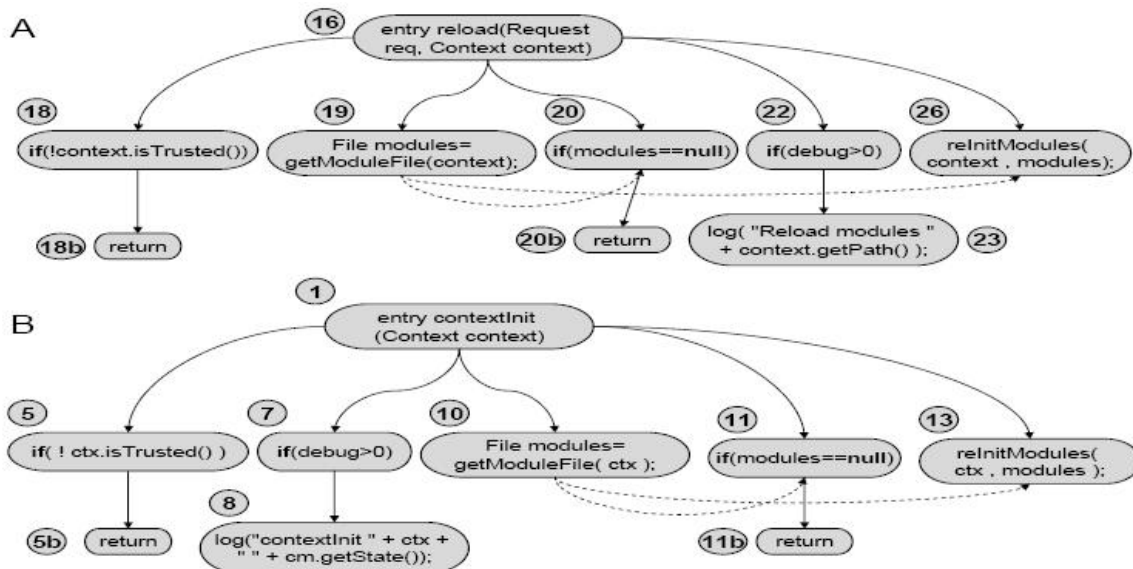 A
16
entry reload(Request
req, Context context)
18
19
20
22
26
if(!context.isTrusted())
File modules=
getModuleFile(context);
if(modules==null)
if(debug>0)
reInitModules(
context , modules);
18b
return
20b
return
log( "Reload modules "
+ context.getPath() );
23
1
B
entry contextInit
(Context context)
5
7
10
11
13
if( ! ctx.isTrusted() )
if(debug>0)
File modules=
getModuleFile( ctx );
if(modules==null)
reInitModules(
ctx , modules );
8
5b
return
log("contextInit " + ctx +
" " + cm.getState());
11b
return